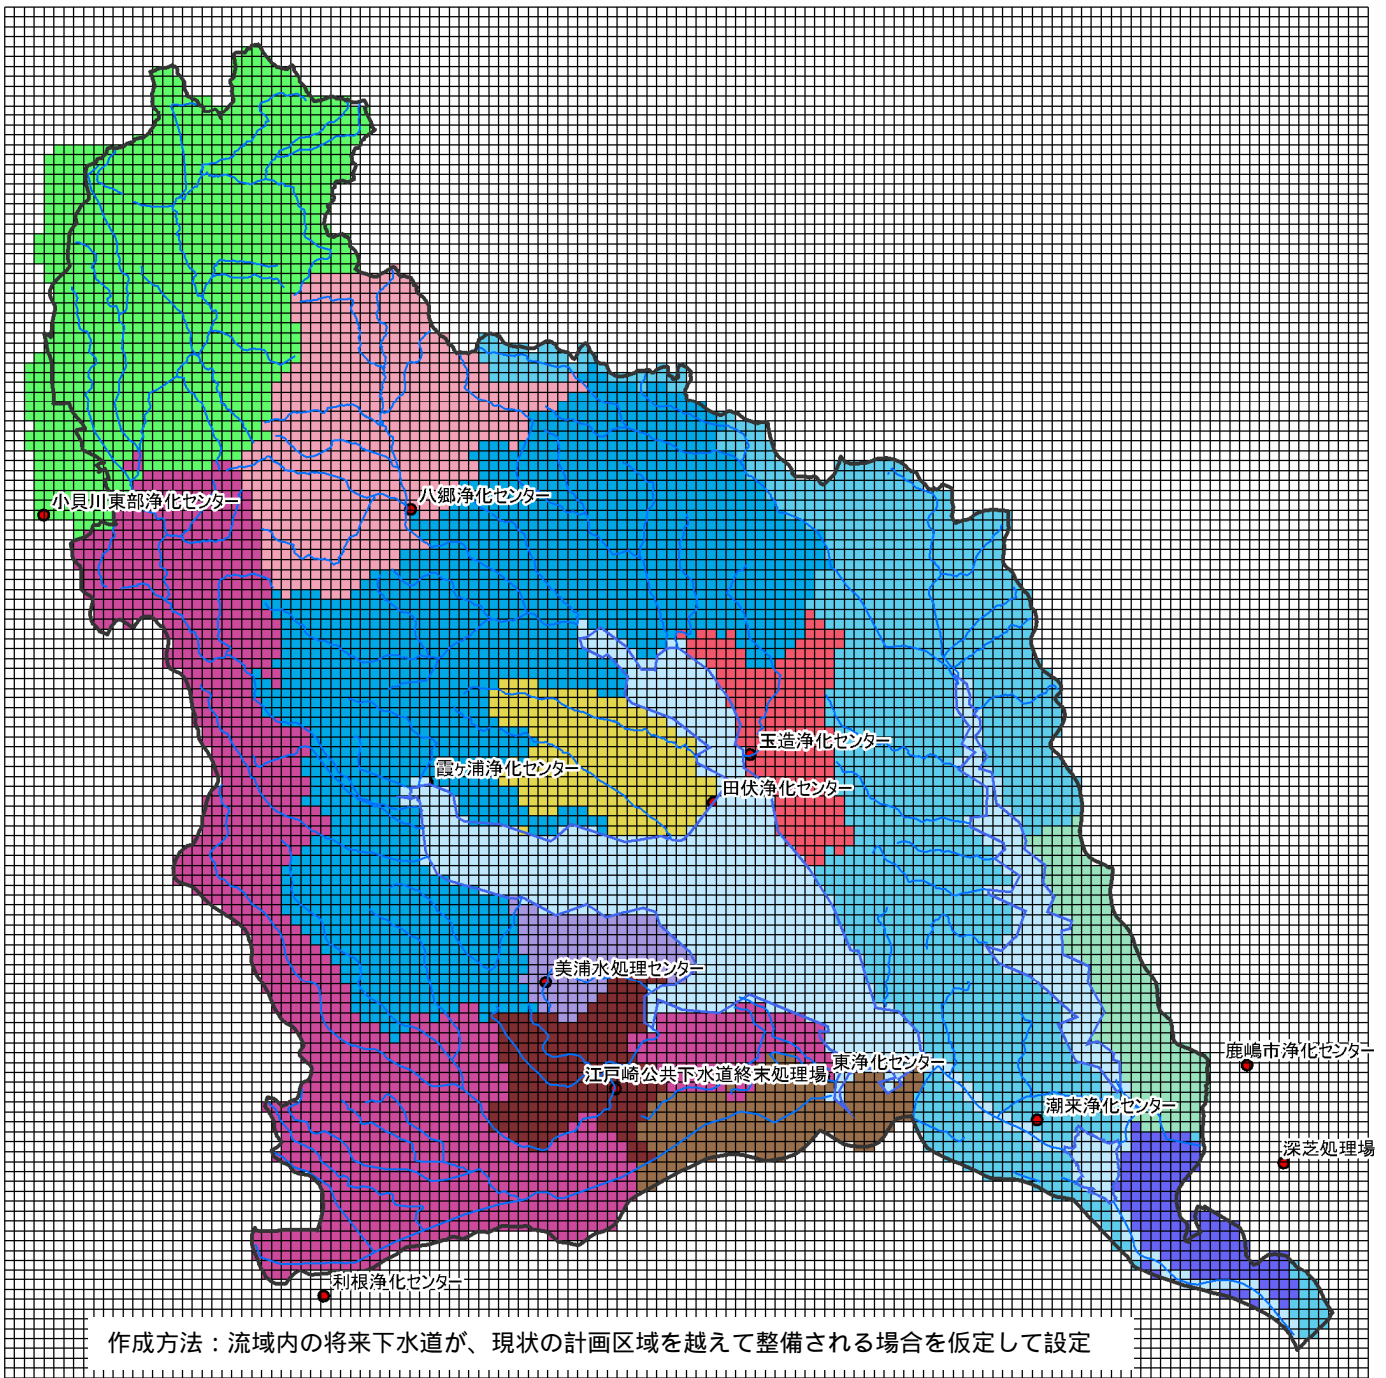 小貝川東部浄化センター
八郷浄化センター
玉造浄化センター
霞ヶ浦浄化センター
田伏浄化センター
美浦水処理センター
鹿嶋市浄化センター
東浄化センター
江戸崎公共下水道終末処理場
潮来浄化センター
深芝処理場
利根浄化センター
作成方法：流域内の将来下水道が、現状の計画区域を越えて整備される場合を仮定して設定